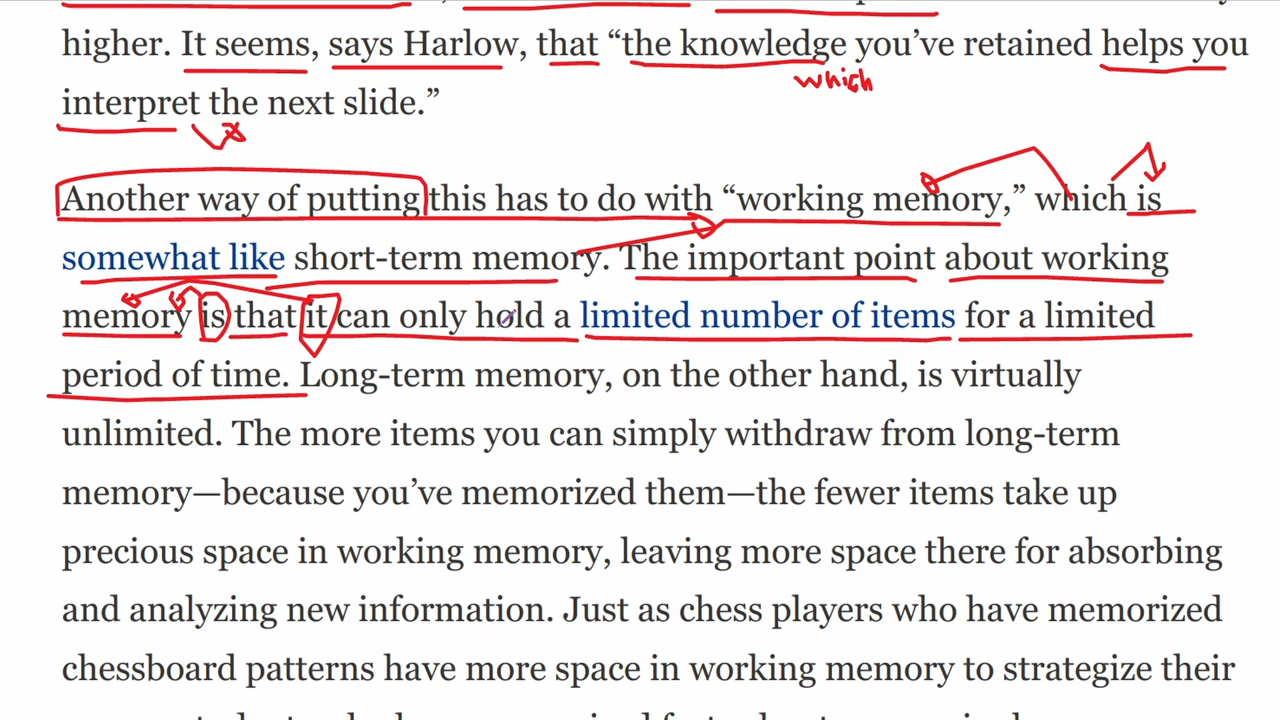 higher. It seems, says Harlow, that “the knowledge you’ve retained helps you
which
interpret the next slide.”
Another way of putting this has to do with “working memory,” which is
somewhat like short-term memory. The important point about working
memory is that it can only hold a limited number of items for a limited
period of time. Long-term memory, on the other hand, is virtually
unlimited. The more items you can simply withdraw from long-term
memory—because you’ve memorized them—the fewer items take up
precious space in working memory, leaving more space there for absorbing
and analyzing new information. Just as chess players who have memorized
chessboard patterns have more space in working memory to strategize their